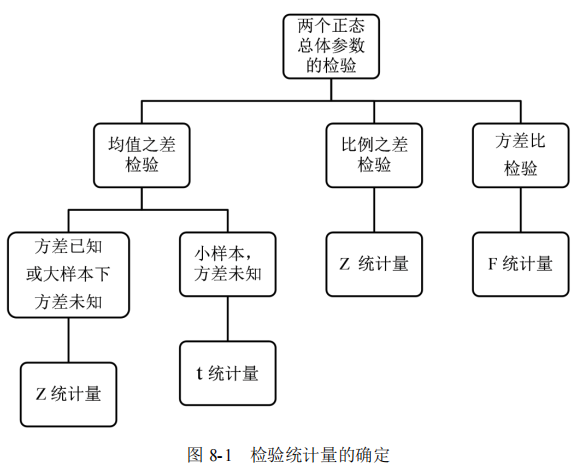 两个正态
总体参数
的检验
均值之差
检验
比例之差
检验
方差比
检验
方差已知
或大样本下
方差未知
小样本，
方差未知
Z 统计量
F 统计量
Z 统计量
t 统计量
图 8-1 检验统计量的确定